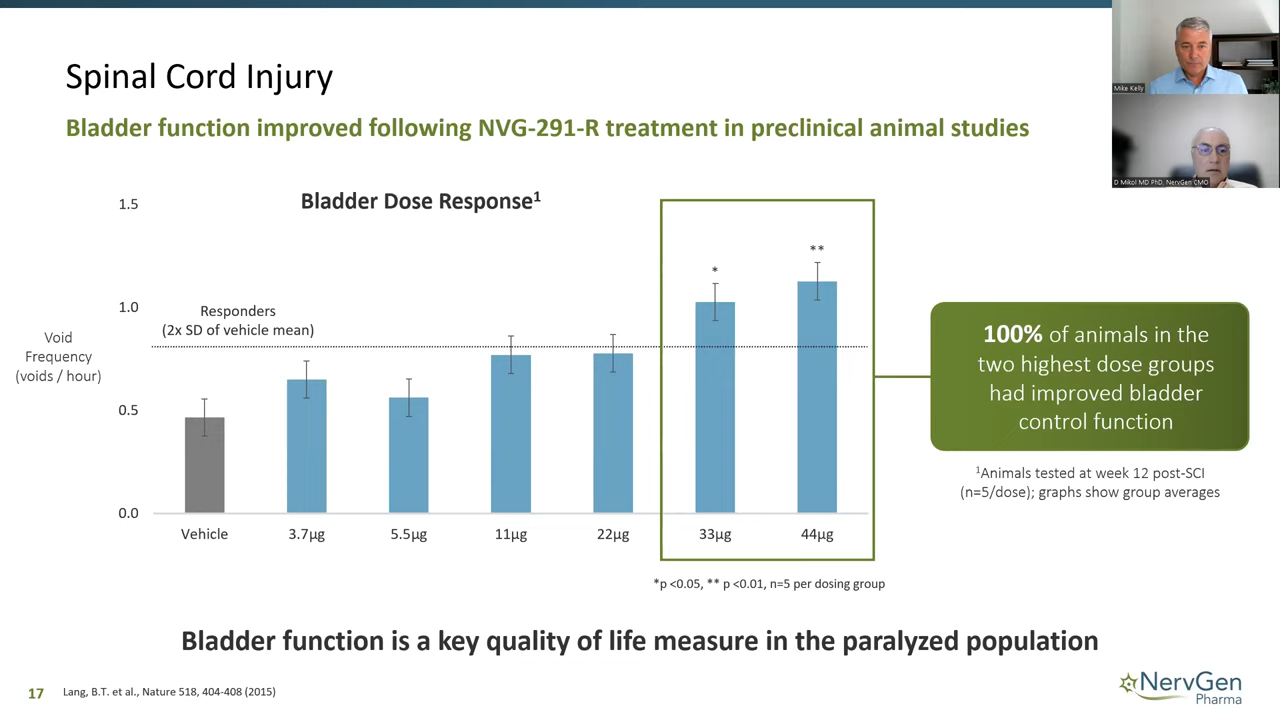 Spinal Cord Injury
Bladder function improved following NVG-291-R treatment in preclinical animal studies
Mike Kelly
D Mikol MD PhD, NervGen CMO
Bladder Dose Response1
1.5
1.0
0.5
0.0
Void
Frequency
(voids / hour)
Responders
(2x SD of vehicle mean)
*
**
Vehicle 3.7µg 5.5µg 11µg 22µg 33µg 44µg
*p <0.05, ** p <0.01, n=5 per dosing group
100% of animals in the
two highest dose groups
had improved bladder
control function
1Animals tested at week 12 post-SCI
(n=5/dose); graphs show group averages
Bladder function is a key quality of life measure in the paralyzed population
17 Lang, B.T. et al., Nature 518, 404-408 (2015)
NervGen
Pharma